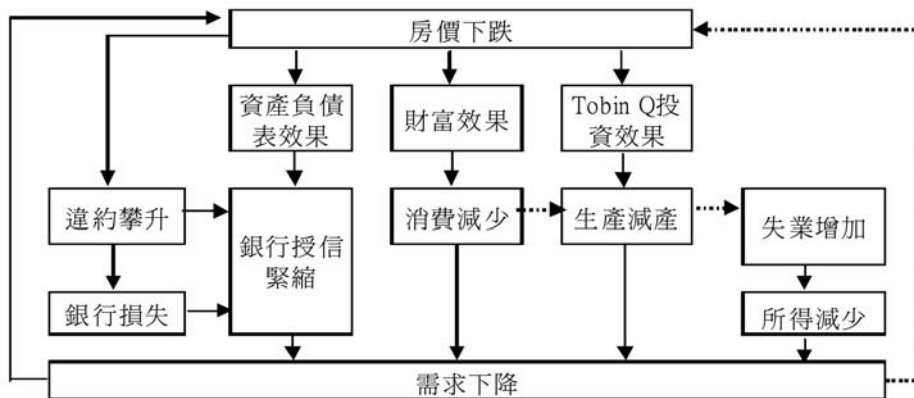 房價下跌
資產負債
表效果
財富效果
Tobin Q投
資效果
違約攀升
銀行授信
緊縮
消費減少
生產減產
失業增加
銀行損失
所得減少
需求下降